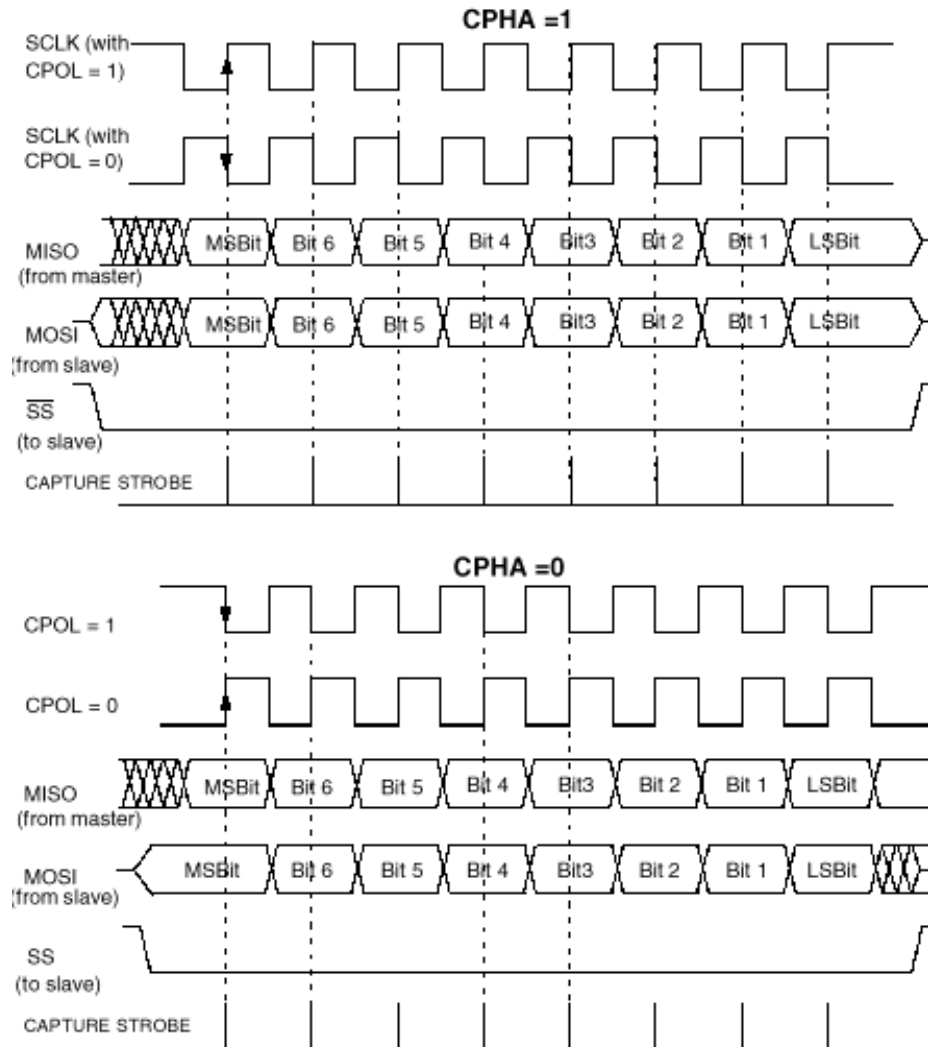 CPHA =1
SCLK (with
CPOL = 1)
SCLK (with
CPOL = 0)
MISO
(from master)
MSBit Bit 6 Bit 5 Bit 4 Bit3 Bit 2 Bit 1 LSBit
MOSI
(from slave)
MSBit Bit 6 Bit 5 Bit 4 Bit3 Bit 2 Bit 1 LSBit
SS
(to slave)
CAPTURE STROBE
CPHA =0
CPOL = 1
CPOL = 0
MISO
(from master)
MSBit Bit 6 Bit 5 Bit 4 Bit3 Bit 2 Bit 1 LSBit
MOSI
(from slave)
MSBit Bit 6 Bit 5 Bit 4 Bit3 Bit 2 Bit 1 LSBit
SS
(to slave)
CAPTURE STROBE